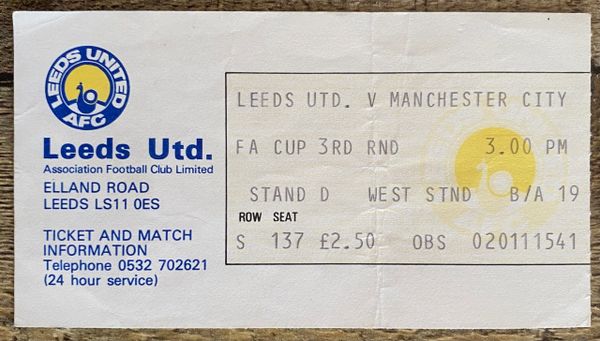 LEEDS UNITED
AFC
Leeds Utd.
Association Football Club Limited
ELLAND ROAD
LEEDS LS11 0ES
TICKET AND MATCH
INFORMATION
Telephone 0532 702621
(24 hour service)
LEEDS UTD. V MANCHESTER CITY
FA CUP 3RD RND 3.00 PM
STAND D WEST STND B/A 19
ROW SEAT
S 137 £2.50 OBS 020111541